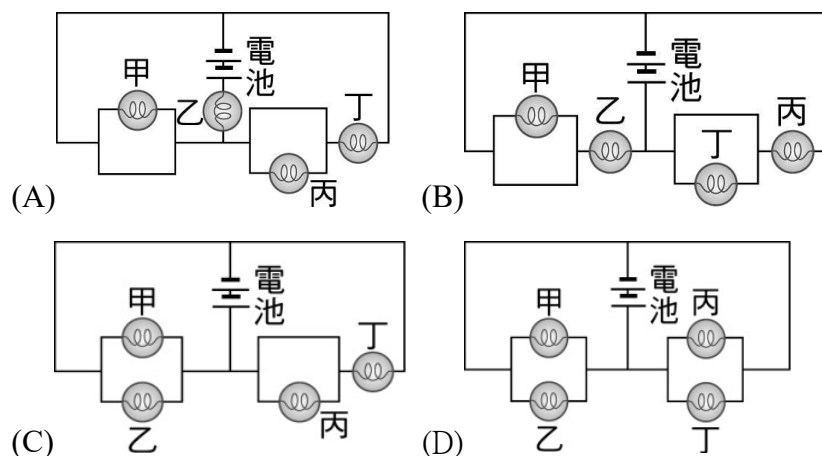 甲 電池 乙 丁 丙
(A)
甲 乙 電池 丁 丙
(B)
甲 電池 丁 乙 丙
(C)
甲 電池 丙 乙 丁
(D)